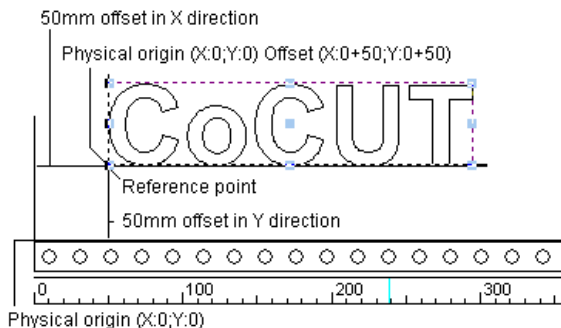 50mm offset in X direction
Physical origin (X:0;Y:0) Offset (X:0+50;Y:0+50)
CoCUT
Reference point
50mm offset in Y direction
0 100 200 300
Physical origin (X:0;Y:0)